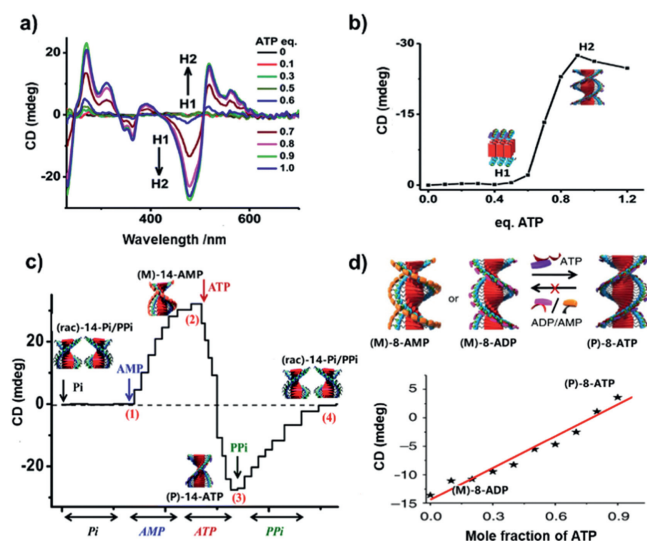 a)
CD (mdeg)
20
0
-20
H2
H1
H1
H2
ATP eq.
0
0.1
0.3
0.5
0.6
0.7
0.8
0.9
1.0
400
600
Wavelength /nm
b)
CD (mdeg)
-30
-15
0
H2
H1
0.0 0.4 0.8 1.2
eq. ATP
c)
CD (mdeg)
30
0
-30
(M)-14-AMP
ATP
(rac)-14-Pi/PPi
(2)
Pi
AMP
(1)
(rac)-14-Pi/PPi
(4)
PPi
(P)-14-ATP
(3)
Pi AMP ATP PPi
d)
or
ATP
ADP/AMP
(M)-8-AMP (M)-8-ADP (P)-8-ATP
CD (mdeg)
5
0
-5
-10
-15
(P)-8-ATP
(M)-8-ADP
0.0 0.3 0.6 0.9
Mole fraction of ATP